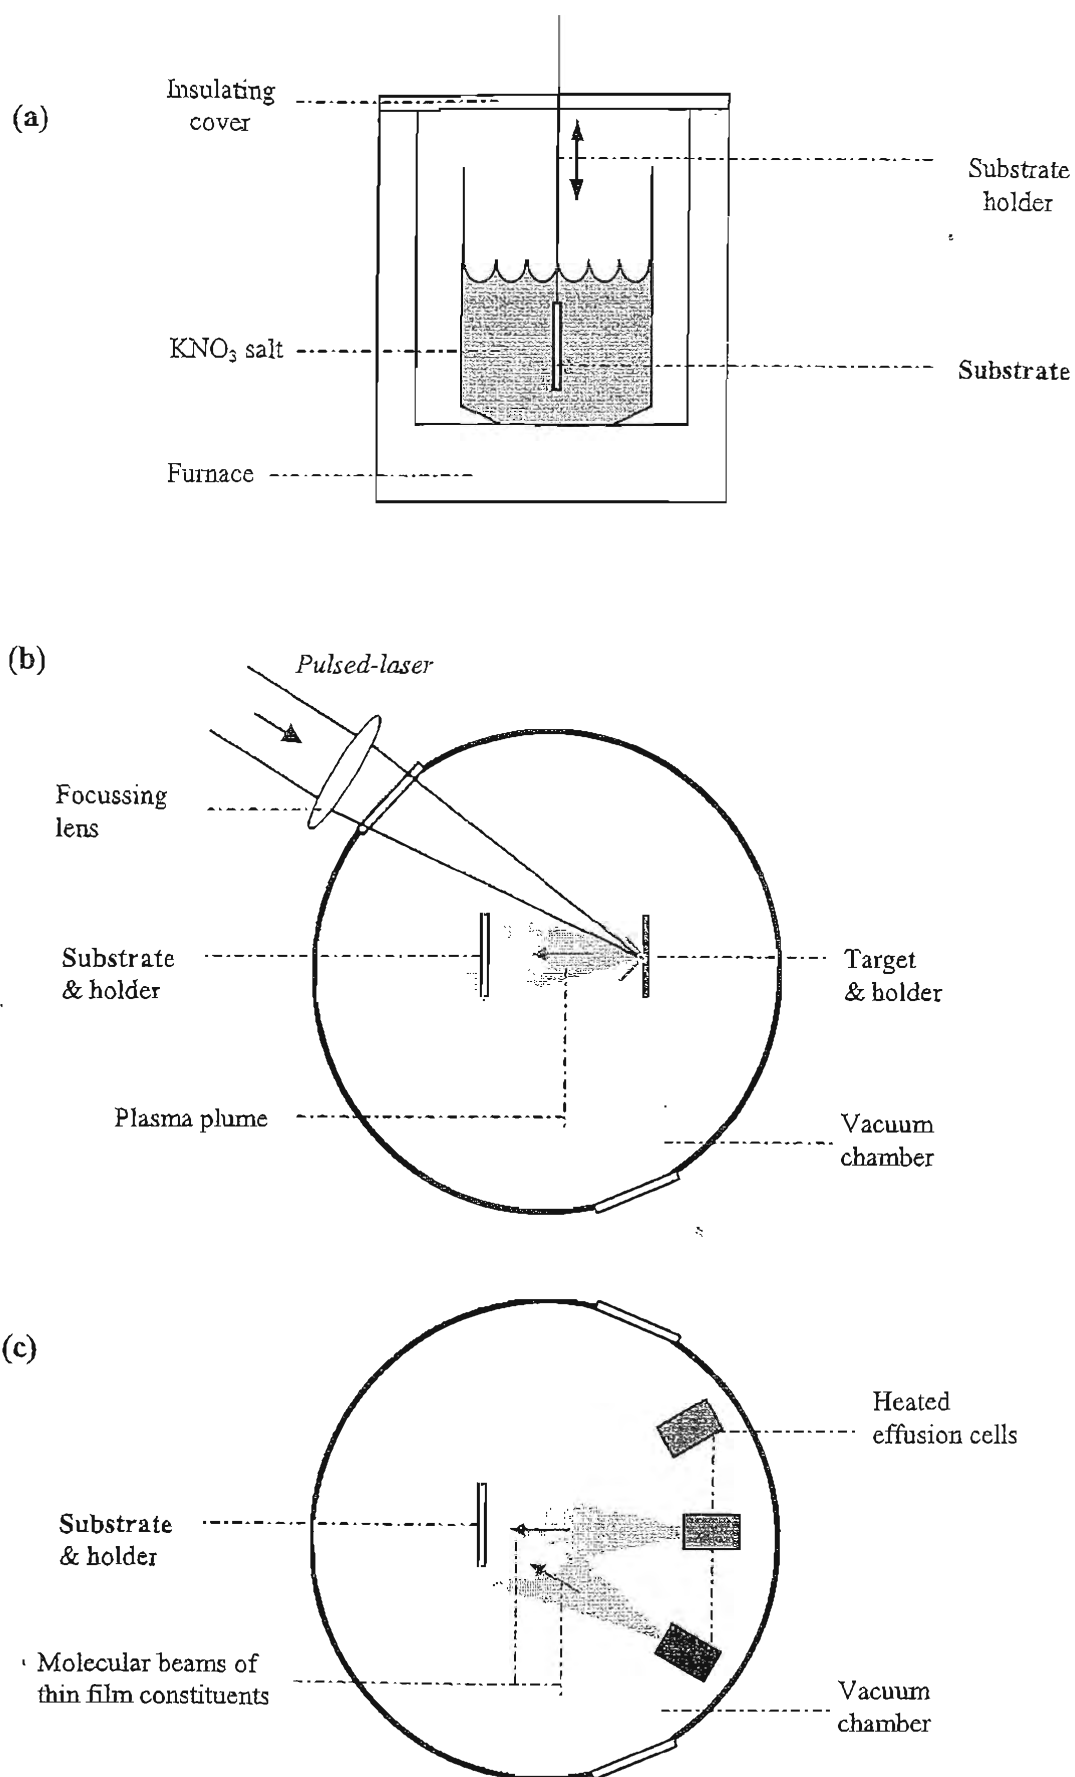 (a)
Insulating
cover
Substrate
holder
KNO₃ salt
Substrate
Furnace
(b)
Pulsed-laser
Focussing
lens
Substrate
& holder
Target
& holder
Plasma plume
Vacuum
chamber
(c)
Heated
effusion cells
Substrate
& holder
Molecular beams of
thin film constituents
Vacuum
chamber